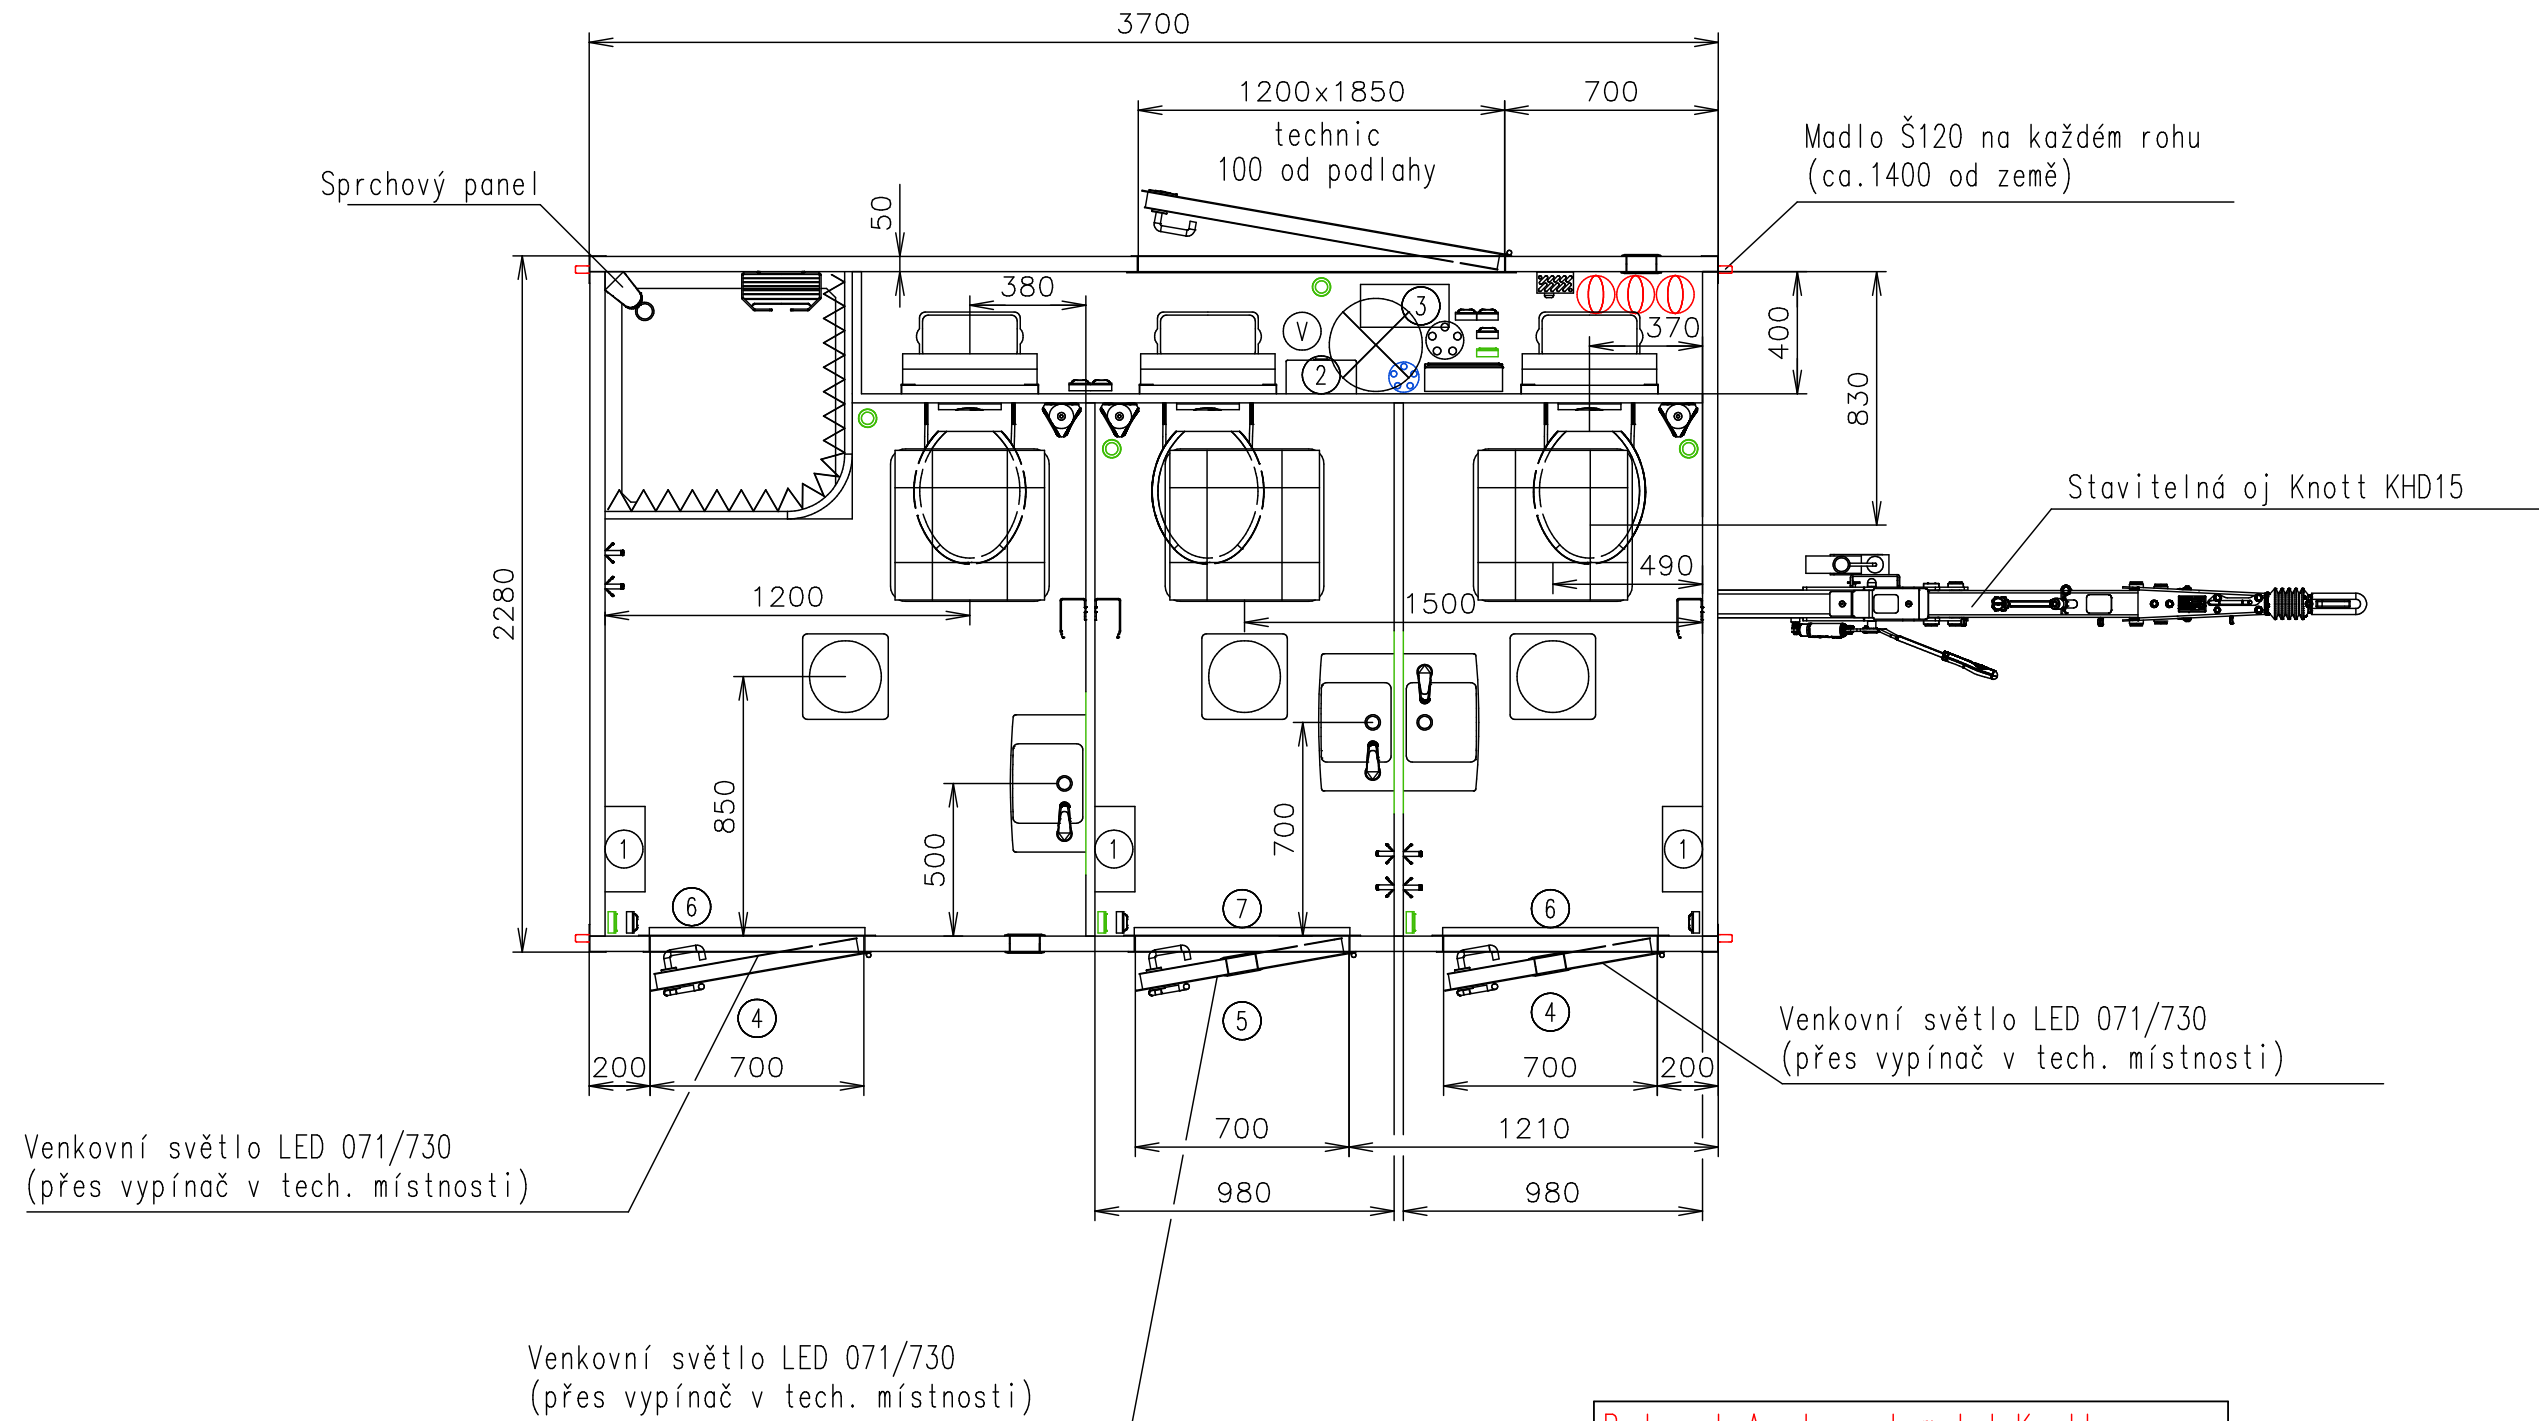 3700
1200x1850
700
technic
100 od podlahy
Madlo Š120 na každém rohu
(ca.1400 od země)
Sprchový panel
50
380
3
V
2
370
400
830
Stavitelná oj Knott KHD15
2280
1200
490
1500
850
500
700
1
1
1
6
7
6
4
5
4
200
700
700
200
Venkovní světlo LED 071/730
(přes vypínač v tech. místnosti)
700
1210
Venkovní světlo LED 071/730
(přes vypínač v tech. místnosti)
980
980
Venkovní světlo LED 071/730
(přes vypínač v tech. místnosti)